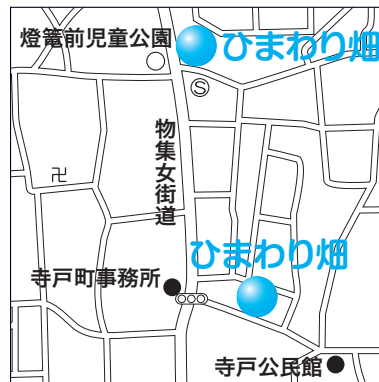 燈篭前児童公園
ひまわり畑
S
物集女街道
卍
ひまわり畑
寺戸町事務所
寺戸公民館